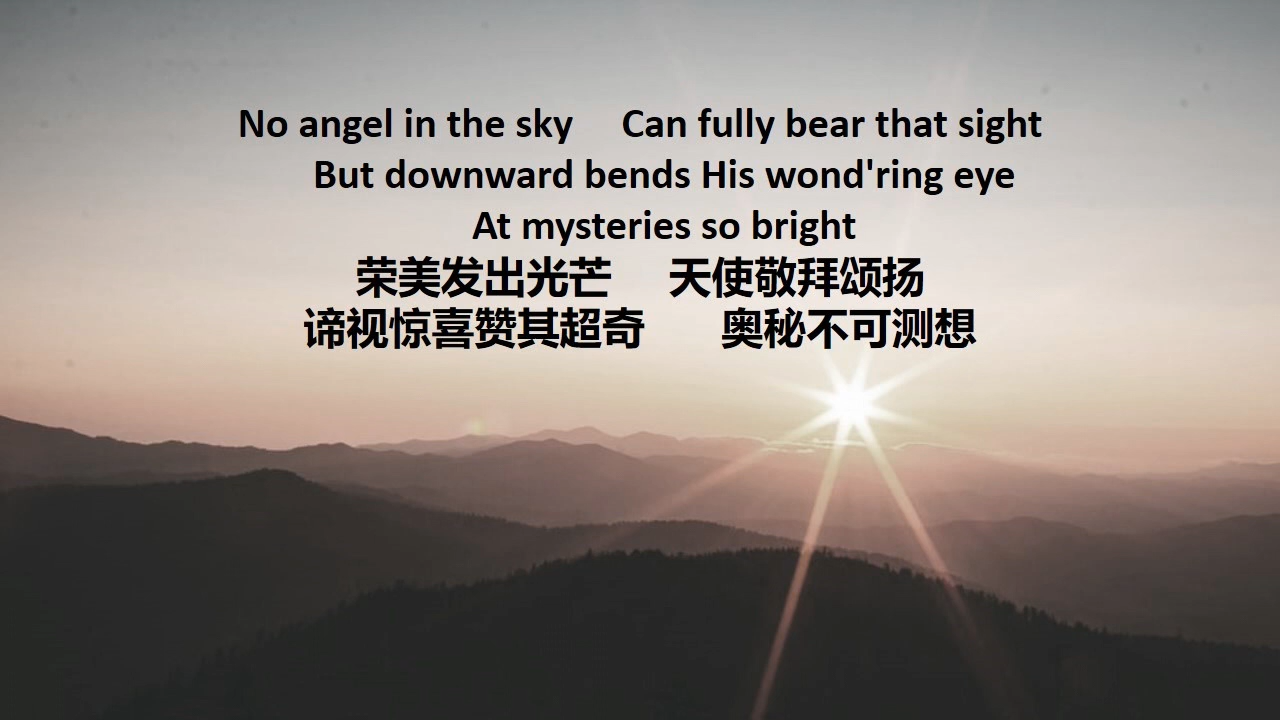 No angel in the sky Can fully bear that sight
But downward bends His wond'ring eye
At mysteries so bright
荣美发出光芒 天使敬拜颂扬
谛视惊喜赞其超奇 奥秘不可测想